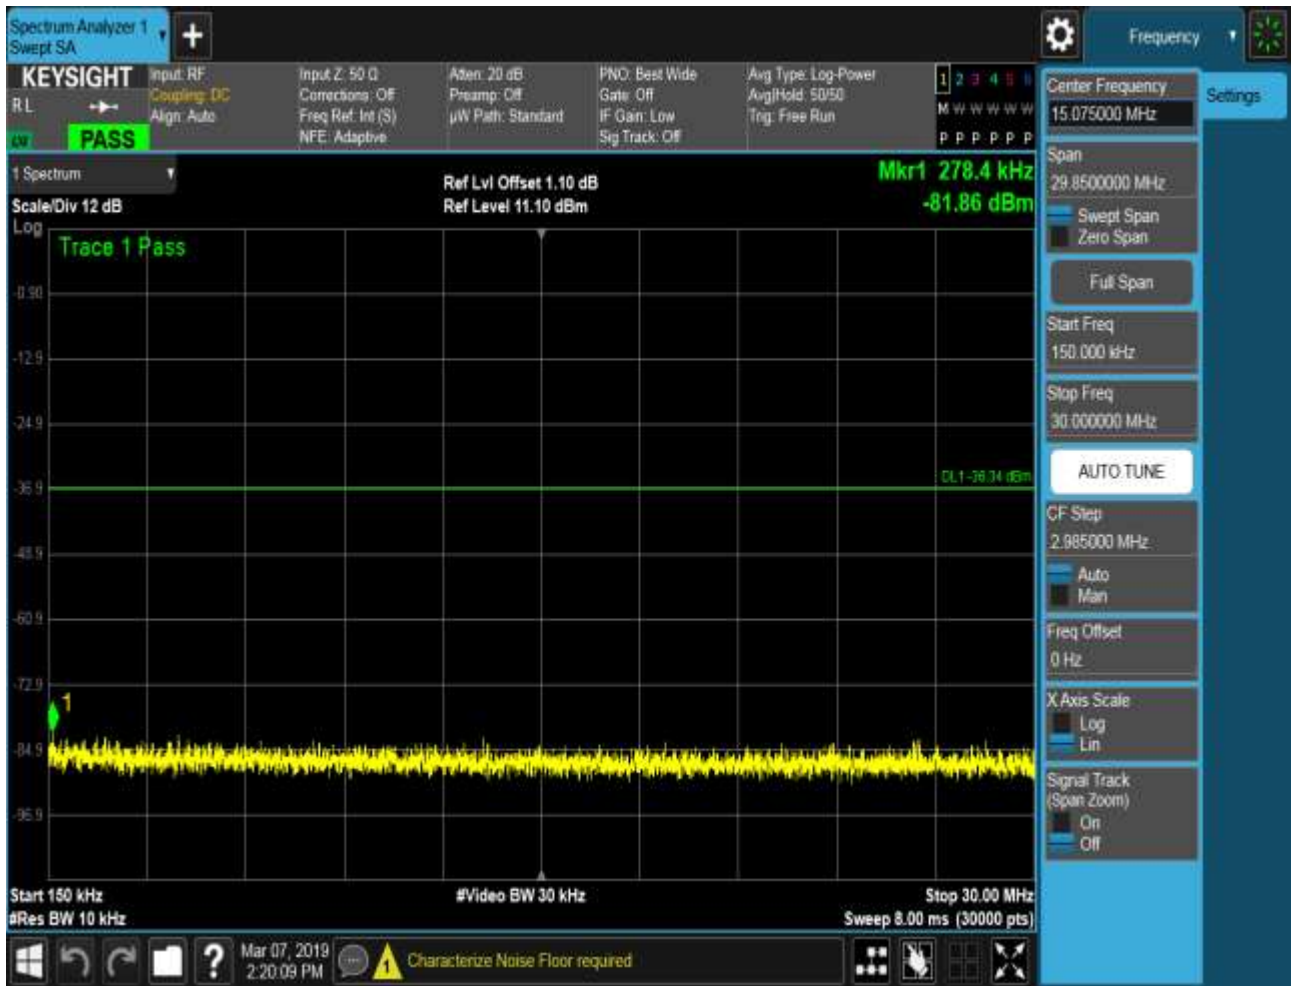 Spectrum Analyzer 1
Swept SA
Frequency
KEYSIGHT
R L
PASS
Input: RF
Coupling: DC
Align: Auto
Input Z: 50 Ω
Corrections: Off
Freq Ref: Int (S)
NFE: Adaptive
Atten: 20 dB
Preamp: Off
µW Path: Standard
PNO: Best Wide
Gate: Off
IF Gain: Low
Sig Track: Off
Avg Type: Log-Power
Avg|Hold: 50/50
Trig: Free Run
1 2 3 4 5 6
M W W W W W
P P P P P P
1 Spectrum
Scale/Div 12 dB
Log
Ref Lvl Offset 1.10 dB
Ref Level 11.10 dBm
Mkr1 278.4 kHz
-81.86 dBm
Trace 1 Pass
-0.90
-12.9
-24.9
-36.9
-48.9
-60.9
-72.9
-84.9
-96.9
DL1 -36.34 dBm
1
Start 150 kHz
#Res BW 10 kHz
#Video BW 30 kHz
Stop 30.00 MHz
Sweep 8.00 ms (30000 pts)
Center Frequency
15.075000 MHz
Settings
Span
29.8500000 MHz
Swept Span
Zero Span
Full Span
Start Freq
150.000 kHz
Stop Freq
30.000000 MHz
AUTO TUNE
CF Step
2.985000 MHz
Auto
Man
Freq Offset
0 Hz
X Axis Scale
Log
Lin
Signal Track
(Span Zoom)
On
Off
?
Mar 07, 2019
2:20:09 PM
1
Characterize Noise Floor required